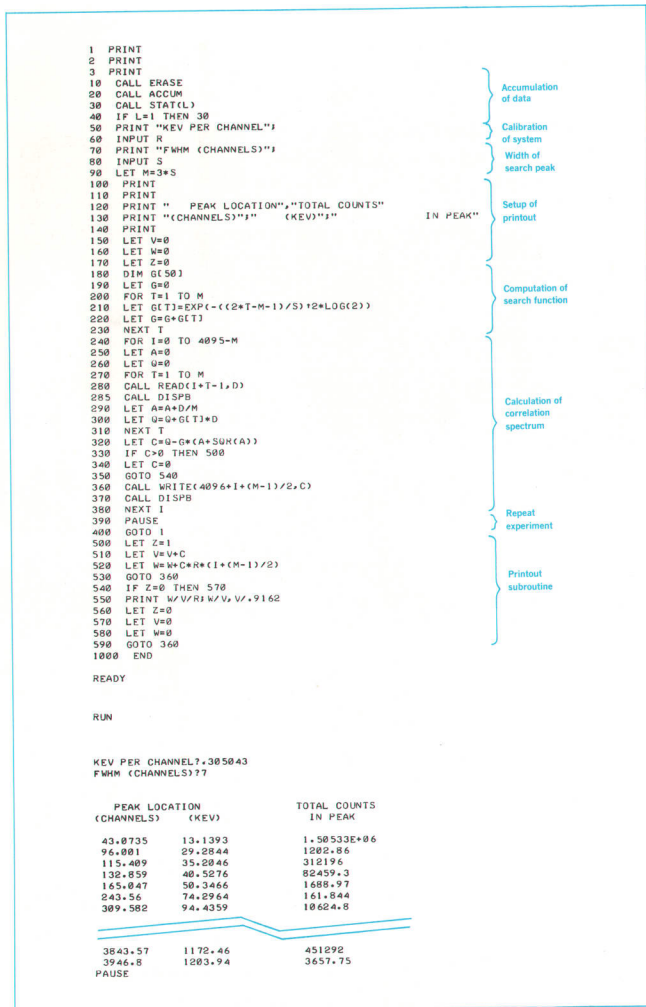 1 PRINT
2 PRINT
3 PRINT
10 CALL ERASE
20 CALL ACCUM
30 CALL STAT(L)
40 IF L=1 THEN 30
Accumulation
of data
50 PRINT "KEV PER CHANNEL";
60 INPUT R
Calibration
of system
70 PRINT "FWHM (CHANNELS)";
80 INPUT S
90 LET M=3*S
Width of
search peak
100 PRINT
110 PRINT
120 PRINT " PEAK LOCATION","TOTAL COUNTS"
130 PRINT "(CHANNELS)";" (KEV)";" IN PEAK"
140 PRINT
150 LET V=0
160 LET W=0
170 LET Z=0
Setup of
printout
180 DIM G[50]
190 LET G=0
200 FOR T=1 TO M
210 LET G[T]=EXP(-((2*T-M-1)/S)↑2*LOG(2))
220 LET G=G+G[T]
230 NEXT T
Computation of
search function
240 FOR I=0 TO 4095-M
250 LET A=0
260 LET Q=0
270 FOR T=1 TO M
280 CALL READ(I+T-1,D)
285 CALL DISPB
290 LET A=A+D/M
300 LET Q=Q+G[T]*D
310 NEXT T
320 LET C=Q-G*(A+SQR(A))
330 IF C>0 THEN 500
340 LET C=0
350 GOTO 540
360 CALL WRITE(4096+I+(M-1)/2,C)
370 CALL DISPB
380 NEXT I
Calculation of
correlation
spectrum
390 PAUSE
400 GOTO 1
Repeat
experiment
500 LET Z=1
510 LET V=V+C
520 LET W=W+C*R*(I+(M-1)/2)
530 GOTO 360
540 IF Z=0 THEN 570
550 PRINT W/V/R;W/V,V/.9162
560 LET Z=0
570 LET V=0
580 LET W=0
590 GOTO 360
Printout
subroutine
1000 END
READY
RUN
KEV PER CHANNEL?.305043
FWHM (CHANNELS)?7
PEAK LOCATION TOTAL COUNTS
(CHANNELS) (KEV) IN PEAK
43.0735 13.1393 1.50533E+06
96.001 29.2844 1202.86
115.409 35.2046 312196
132.859 40.5276 82459.3
165.047 50.3466 1688.97
243.56 74.2964 161.844
309.582 94.4359 10624.8
3843.57 1172.46 451292
3946.8 1203.94 3657.75
PAUSE